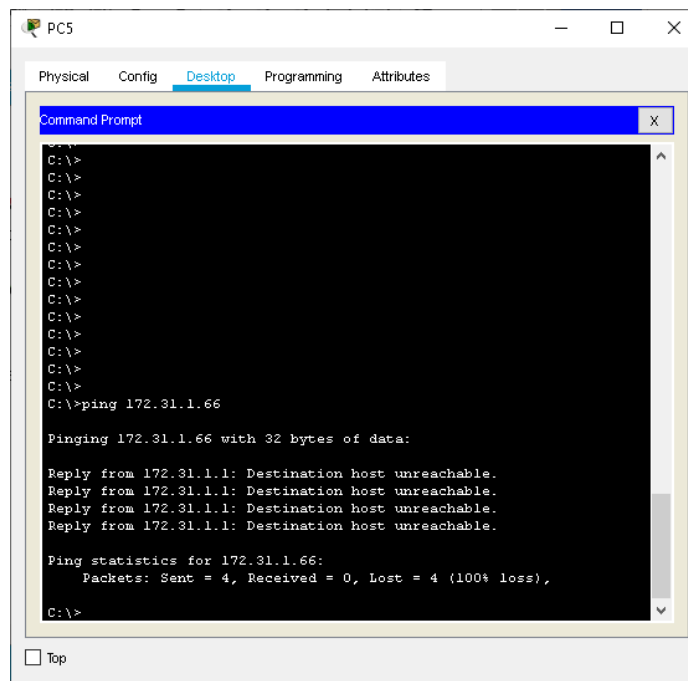 PC5
Physical Config Desktop Programming Attributes
Command Prompt
X
C:\>
C:\>
C:\>
C:\>
C:\>
C:\>
C:\>
C:\>
C:\>
C:\>
C:\>
C:\>
C:\>
C:\>
C:\>ping 172.31.1.66
Pinging 172.31.1.66 with 32 bytes of data:
Reply from 172.31.1.1: Destination host unreachable.
Reply from 172.31.1.1: Destination host unreachable.
Reply from 172.31.1.1: Destination host unreachable.
Reply from 172.31.1.1: Destination host unreachable.
Ping statistics for 172.31.1.66:
Packets: Sent = 4, Received = 0, Lost = 4 (100% loss),
C:\>
Top